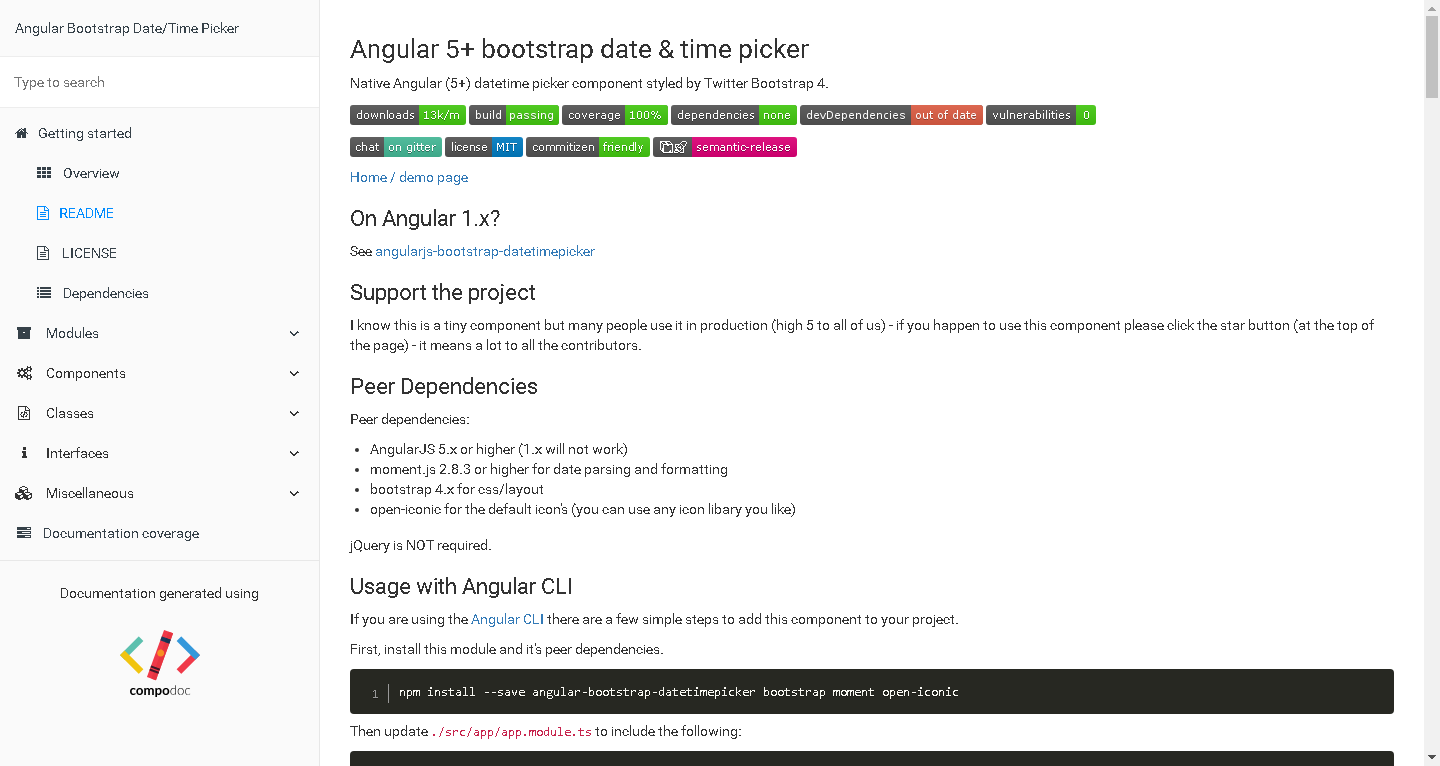 Angular Bootstrap Date/Time Picker
Type to search
Getting started
Overview
README
LICENSE
Dependencies
Modules
Components
Classes
Interfaces
Miscellaneous
Documentation coverage
Documentation generated using
compodoc
Angular 5+ bootstrap date & time picker
Native Angular (5+) datetime picker component styled by Twitter Bootstrap 4.
downloads 13k/m build passing coverage 100% dependencies none devDependencies out of date vulnerabilities 0
chat on gitter license MIT commitizen friendly semantic-release
Home / demo page
On Angular 1.x?
See angularjs-bootstrap-datetimepicker
Support the project
I know this is a tiny component but many people use it in production (high 5 to all of us) - if you happen to use this component please click the star button (at the top of
the page) - it means a lot to all the contributors.
Peer Dependencies
Peer dependencies:
• AngularJS 5.x or higher (1.x will not work)
• moment.js 2.8.3 or higher for date parsing and formatting
• bootstrap 4.x for css/layout
• open-iconic for the default icon's (you can use any icon libary you like)
jQuery is NOT required.
Usage with Angular CLI
If you are using the Angular CLI there are a few simple steps to add this component to your project.
First, install this module and it's peer dependencies.
1 npm install --save angular-bootstrap-datetimepicker bootstrap moment open-iconic
Then update ./src/app/app.module.ts to include the following: